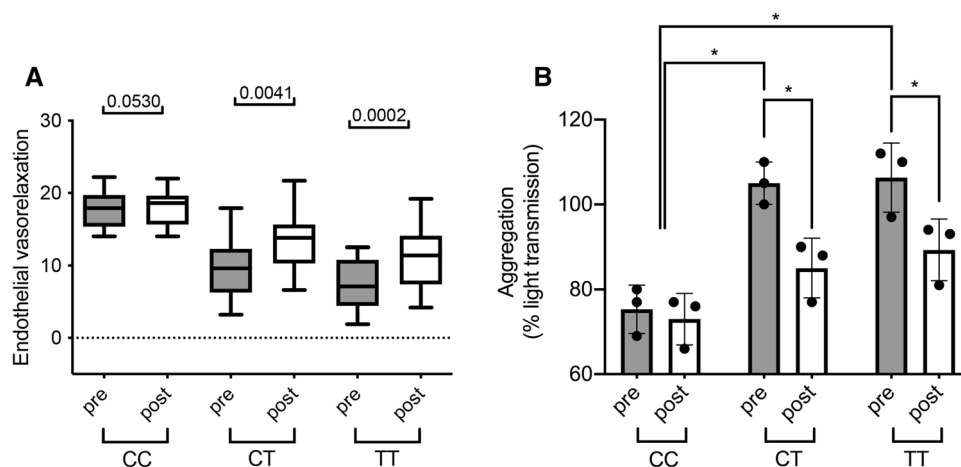 A
Endothelial vasorelaxation
30
20
10
0
0.0530
0.0041
0.0002
pre
post
pre
post
pre
post
CC
CT
TT
B
Aggregation
(% light transmission)
120
100
80
60
*
*
*
*
pre
post
pre
post
pre
post
CC
CT
TT